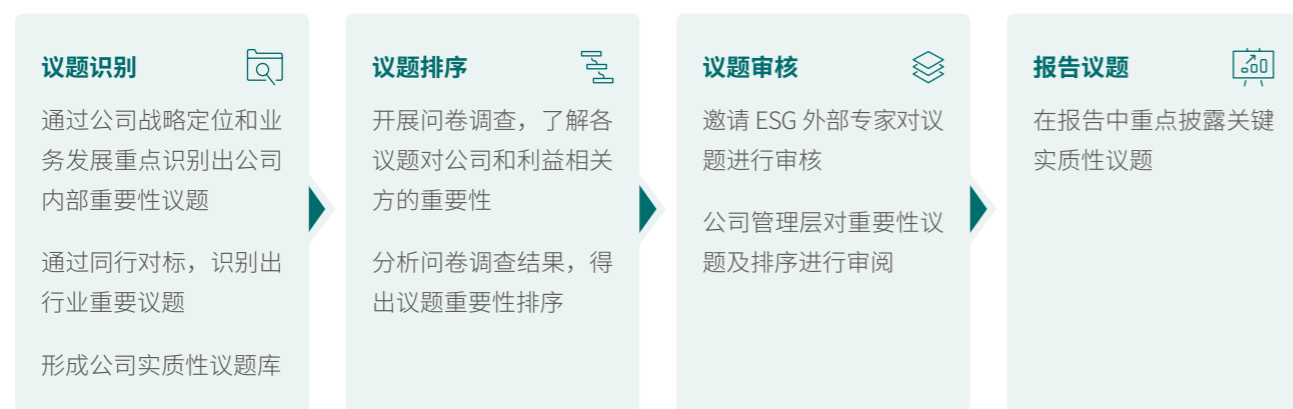 议题识别
通过公司战略定位和业
务发展重点识别出公司
内部重要性议题
通过同行对标，识别出
行业重要议题
形成公司实质性议题库
议题排序
开展问卷调查，了解各
议题对公司和利益相关
方的重要性
分析问卷调查结果，得
出议题重要性排序
议题审核
邀请 ESG 外部专家对议
题进行审核
公司管理层对重要性议
题及排序进行审阅
报告议题
在报告中重点披露关键
实质性议题